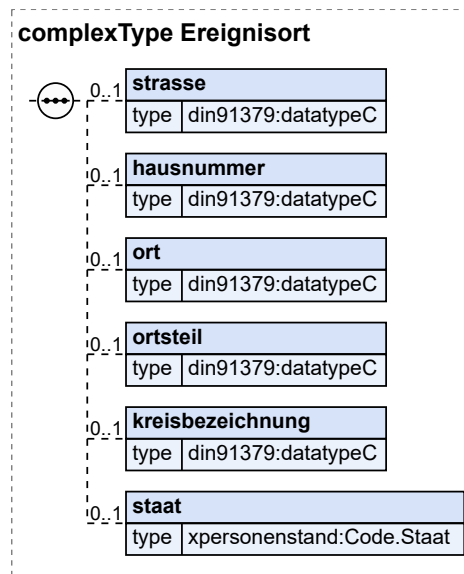 complexType Ereignisort
0..1 strasse
type din91379:datatypeC
0..1 hausnummer
type din91379:datatypeC
0..1 ort
type din91379:datatypeC
0..1 ortsteil
type din91379:datatypeC
0..1 kreisbezeichnung
type din91379:datatypeC
0..1 staat
type xpersonenstand:Code.Staat